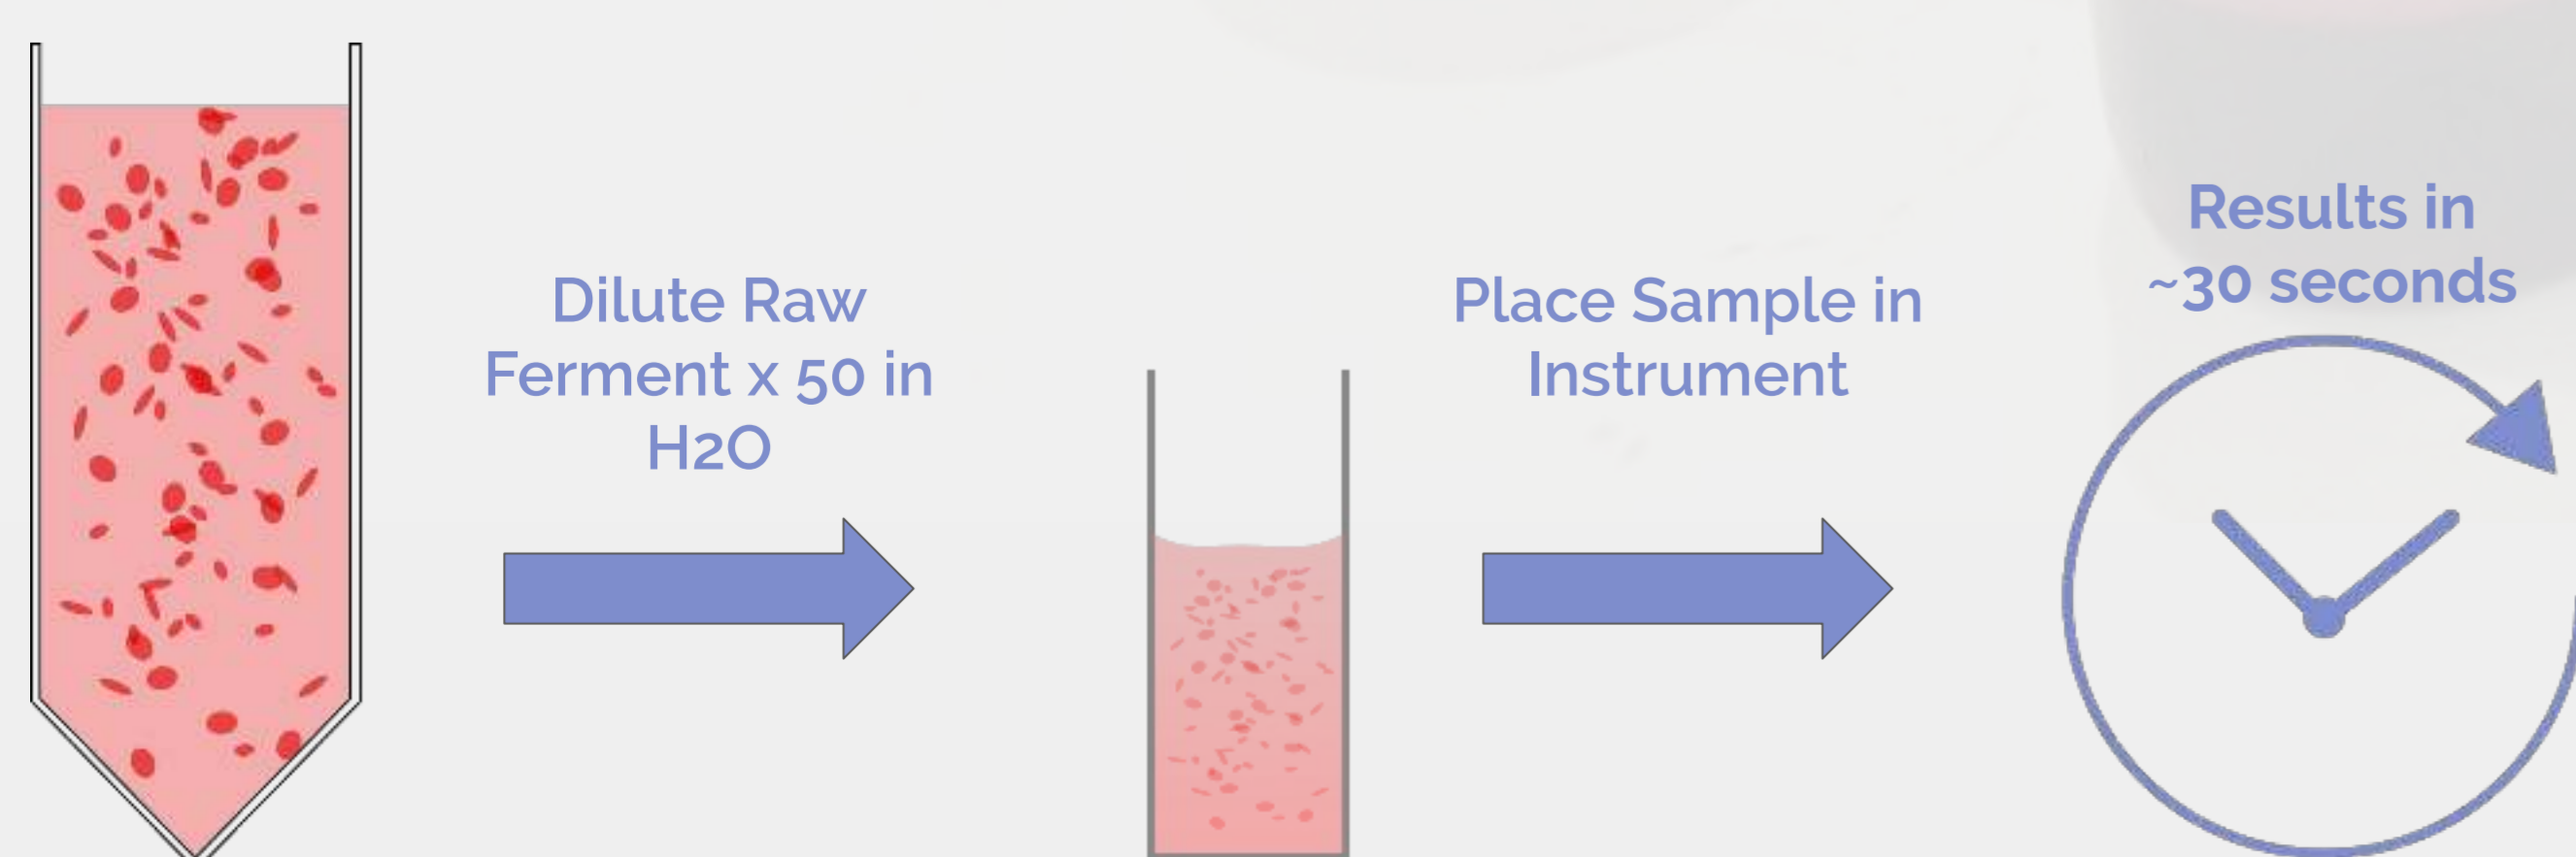 Dilute Raw
Ferment x 50 in
H2O
Place Sample in
Instrument
Results in
~30 seconds